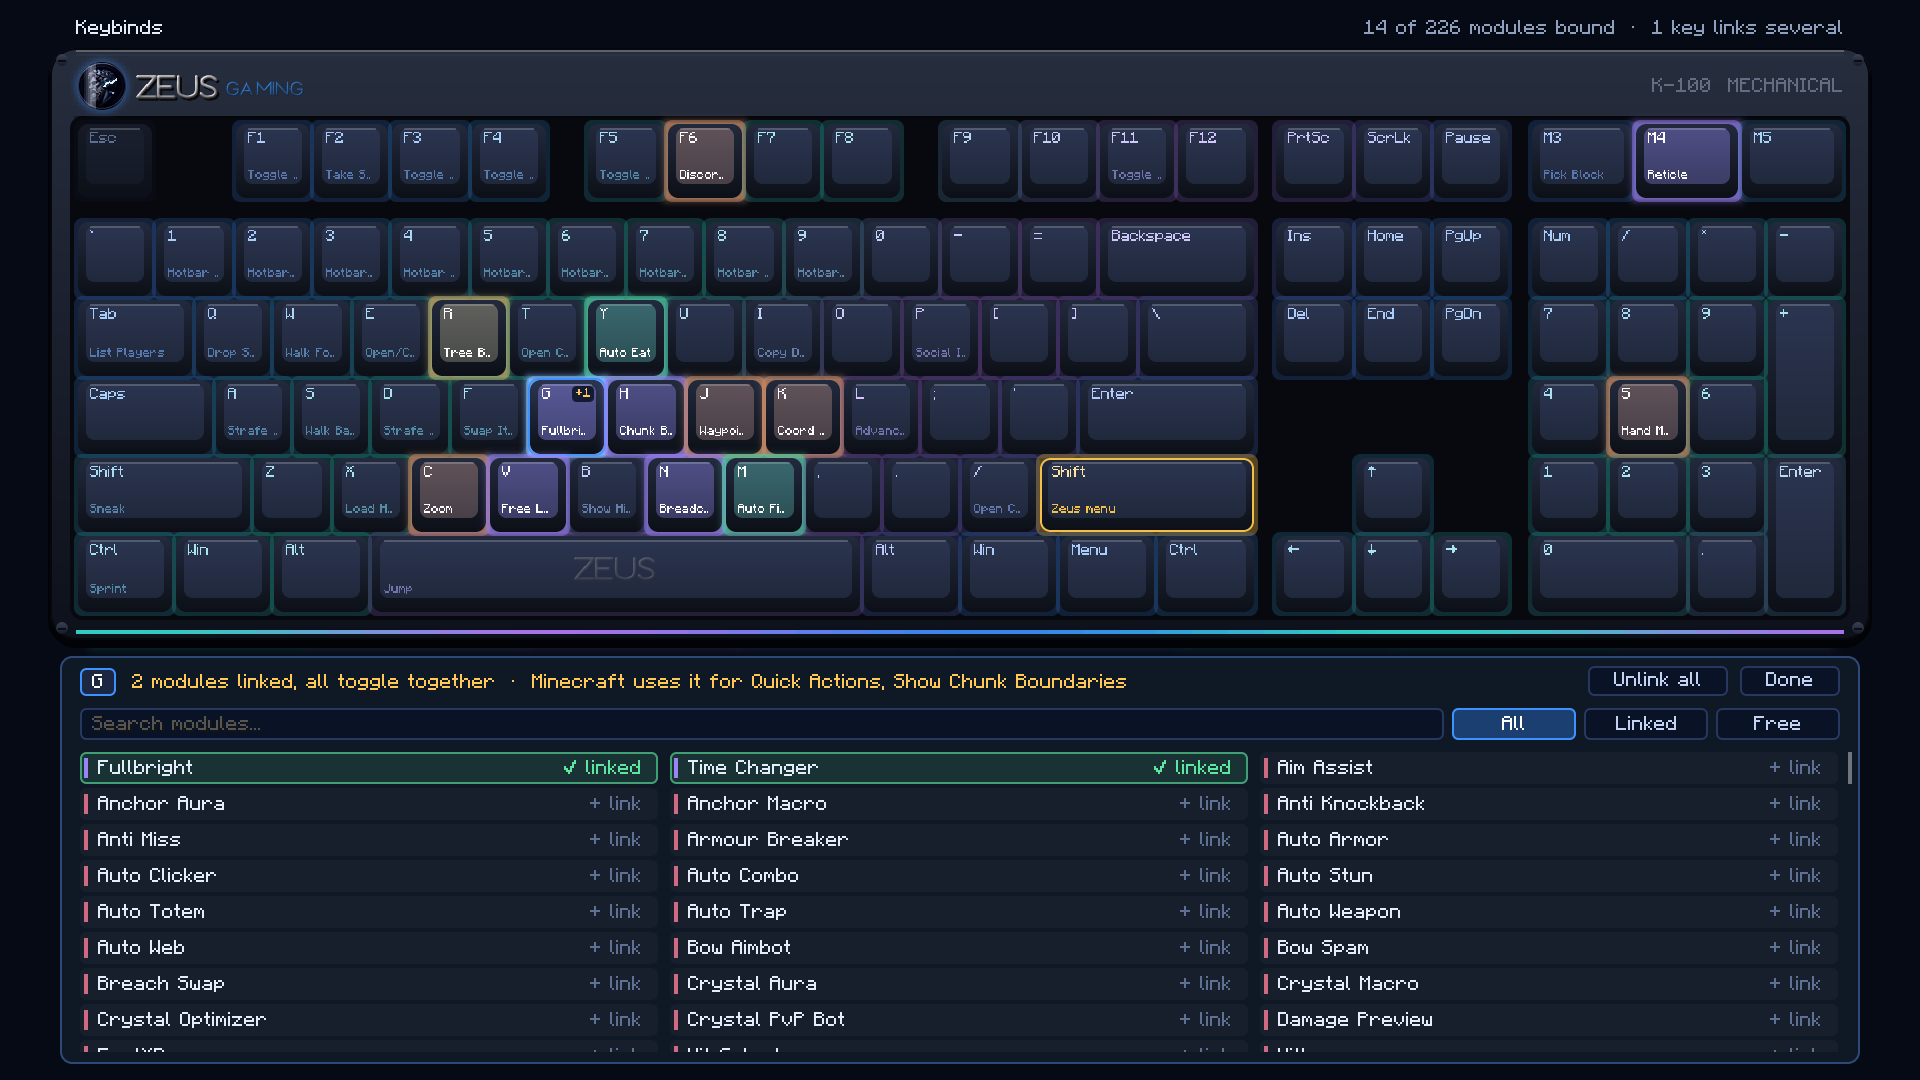 Keybinds
14 of 226 modules bound · 1 key links several
ZEUS GAMING
K-100 MECHANICAL
Esc F1 F2 F3 F4 F5 F6 F7 F8 F9 F10 F11 F12 PrtSc ScrLk Pause M3 M4 M5
Toggle .. Take S.. Toggle .. Toggle .. Toggle .. Discor.. Toggle .. Pick Block Reticle
` 1 2 3 4 5 6 7 8 9 0 - = Backspace Ins Home PgUp Num / * -
Hotbar .. Hotbar.. Hotbar.. Hotbar .. Hotbar.. Hotbar.. Hotbar.. Hotbar .. Hotbar..
Tab Q W E R T Y U I O P [ ] \ Del End PgDn 7 8 9 +
List Players Drop S.. Walk Fo.. Open/C.. Tree B.. Open C.. Auto Eat Copy D.. Social I..
Caps A S D F G +1 H J K L ; ' Enter 4 5 6
Strafe .. Walk Ba.. Strafe .. Swap It.. Fullbri.. Chunk B.. Waypoi.. Coord .. Advanc.. Hand M..
Shift Z X C V B N M , . / Shift ↑ 1 2 3 Enter
Sneak Load H.. Zoom Free L.. Show Hi.. Breadc.. Auto Fi.. Open C.. Zeus menu
Ctrl Win Alt ZEUS Alt Win Menu Ctrl ← ↓ → 0 .
Sprint Jump
G 2 modules linked, all toggle together · Minecraft uses it for Quick Actions, Show Chunk Boundaries Unlink all Done
Search modules... All Linked Free
Fullbright ✓ linked Time Changer ✓ linked Aim Assist + link
Anchor Aura + link Anchor Macro + link Anti Knockback + link
Anti Miss + link Armour Breaker + link Auto Armor + link
Auto Clicker + link Auto Combo + link Auto Stun + link
Auto Totem + link Auto Trap + link Auto Weapon + link
Auto Web + link Bow Aimbot + link Bow Spam + link
Breach Swap + link Crystal Aura + link Crystal Macro + link
Crystal Optimizer + link Crystal PvP Bot + link Damage Preview + link